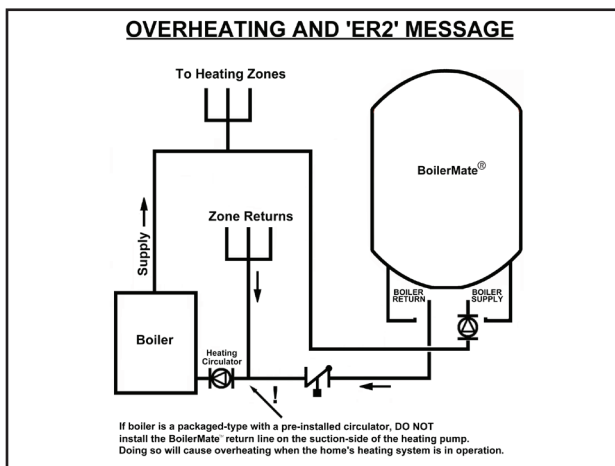 OVERHEATING AND 'ER2' MESSAGE
To Heating Zones
BoilerMate®
Zone Returns
Supply
BOILER
RETURN
BOILER
SUPPLY
Boiler
Heating
Circulator
!
If boiler is a packaged-type with a pre-installed circulator, DO NOT
install the BoilerMate™ return line on the suction-side of the heating pump.
Doing so will cause overheating when the home's heating system is in operation.